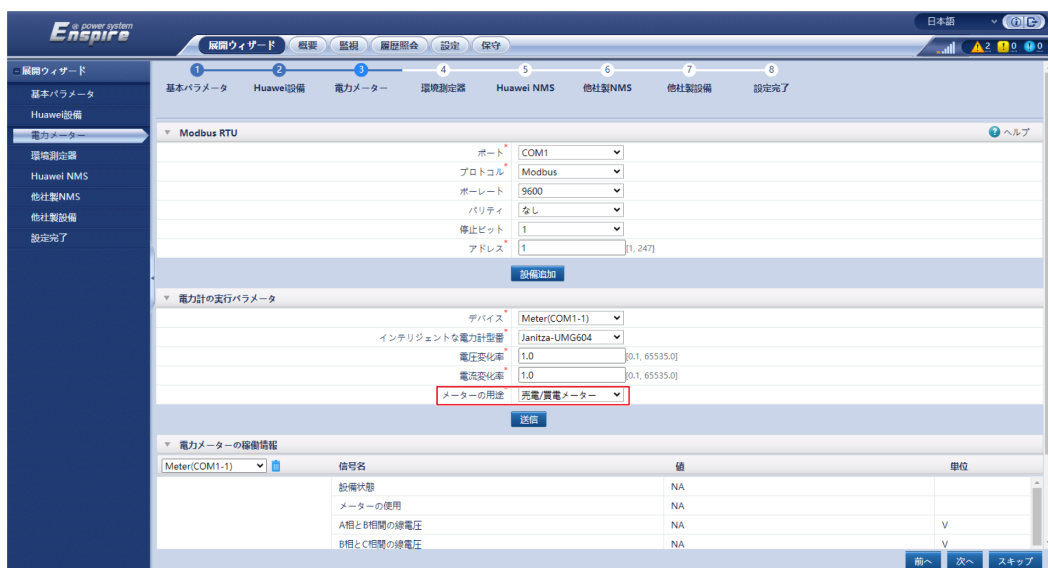 power system
Enspire
日本語
展開ウィザード 概要 監視 履歴照会 設定 保守
2 0 0
展開ウィザード
基本パラメータ
Huawei設備
電力メーター
環境測定器
Huawei NMS
他社製NMS
他社製設備
設定完了
1 2 3 4 5 6 7 8
基本パラメータ Huawei設備 電力メーター 環境測定器 Huawei NMS 他社製NMS 他社製設備 設定完了
Modbus RTU ヘルプ
ポート* COM1
プロトコル* Modbus
ボーレート* 9600
パリティ* なし
停止ビット* 1
アドレス* 1 [1, 247]
設備追加
電力計の実行パラメータ
デバイス* Meter(COM1-1)
インテリジェントな電力計型番* Janitza-UMG604
電圧変化率* 1.0 [0.1, 65535.0]
電流変化率* 1.0 [0.1, 65535.0]
メーターの用途* 売電/買電メーター
送信
電力メーターの稼働情報
Meter(COM1-1) 信号名 値 単位
設備状態 NA
メーターの使用 NA
A相とB相間の線電圧 NA V
B相とC相間の線電圧 NA V
前へ 次へ スキップ